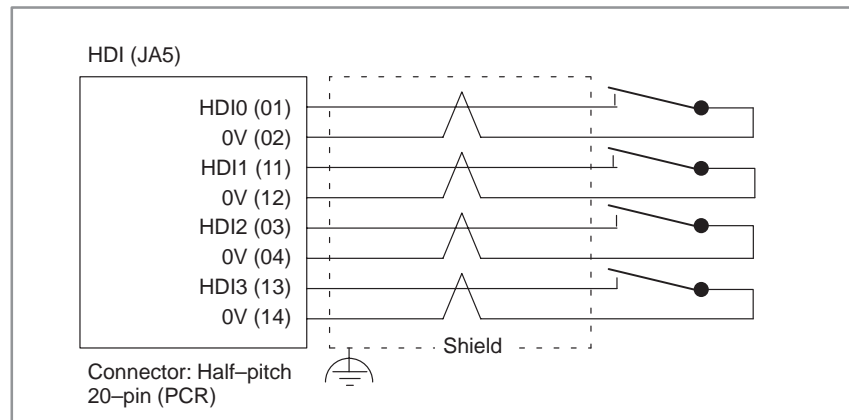 HDI (JA5)
HDI0 (01)
0V (02)
HDI1 (11)
0V (12)
HDI2 (03)
0V (04)
HDI3 (13)
0V (14)
Shield
Connector: Half–pitch
20–pin (PCR)